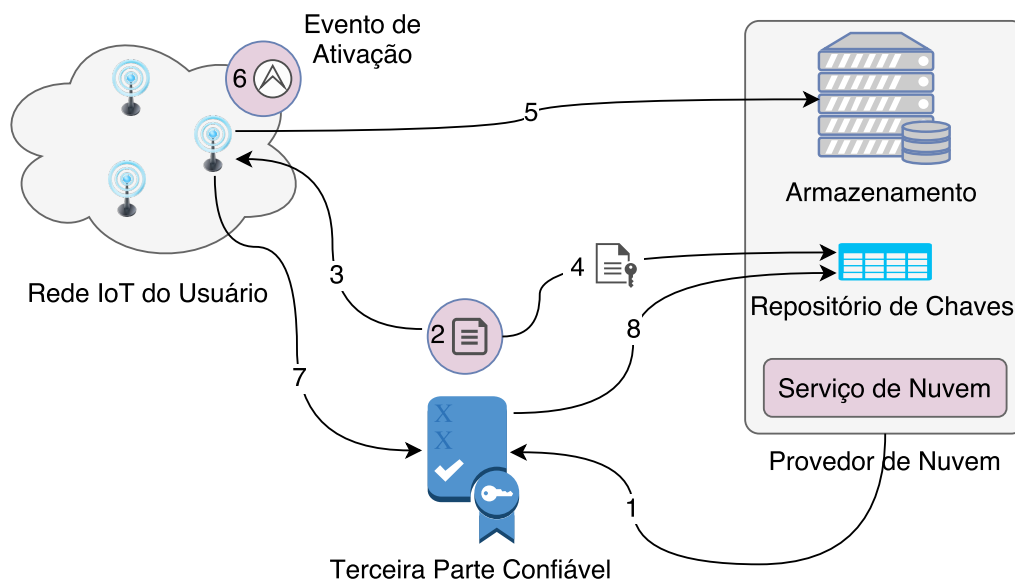 Evento de
Ativação
6
5
Armazenamento
Rede IoT do Usuário
3
4
2
Repositório de Chaves
8
7
Serviço de Nuvem
X
X
Provedor de Nuvem
1
Terceira Parte Confiável